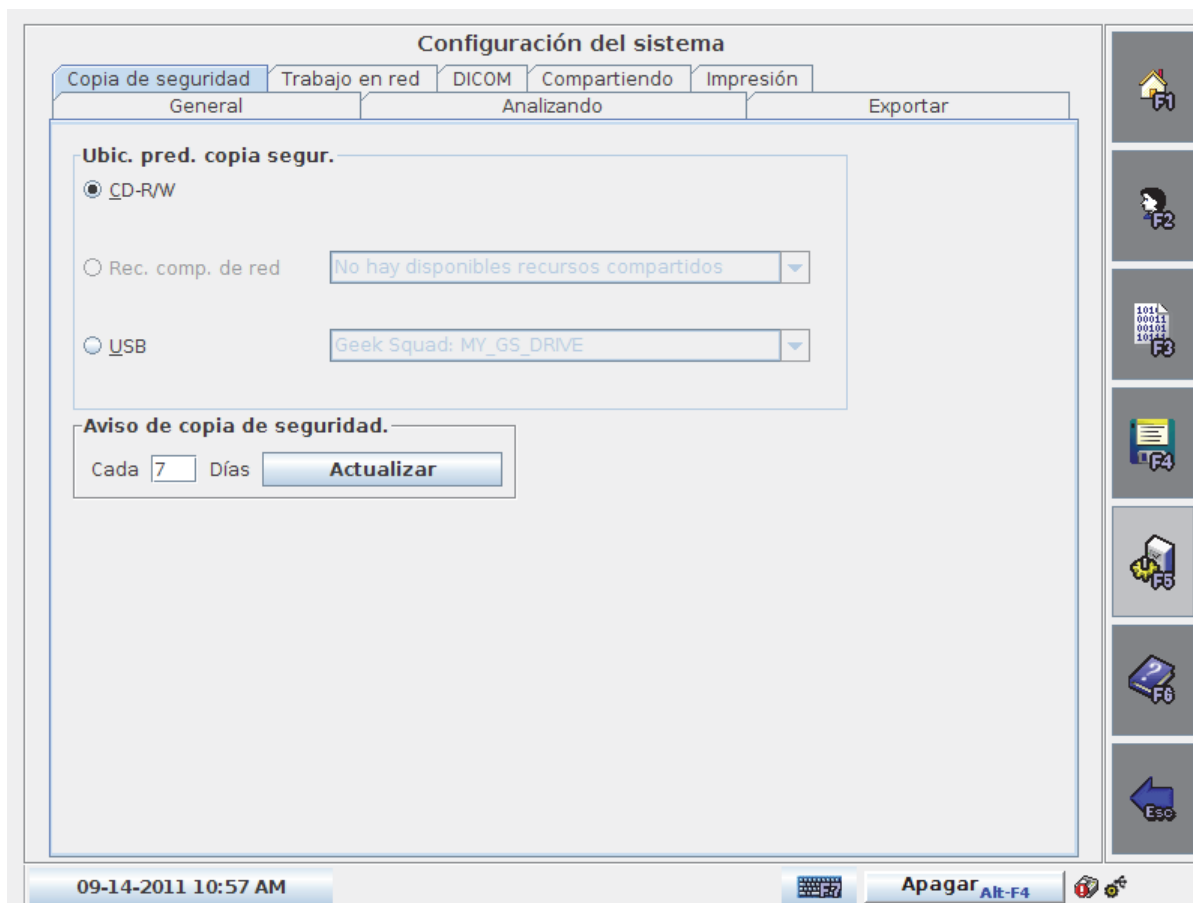 Configuración del sistema
Copia de seguridad Trabajo en red DICOM Compartiendo Impresión
General Analizando Exportar
Ubic. pred. copia segur.
CD-R/W
Rec. comp. de red No hay disponibles recursos compartidos
USB Geek Squad: MY_GS_DRIVE
Aviso de copia de seguridad.
Cada 7 Días Actualizar
F1
F2
F3
F4
F5
F6
Esc
09-14-2011 10:57 AM F7 Apagar Alt-F4